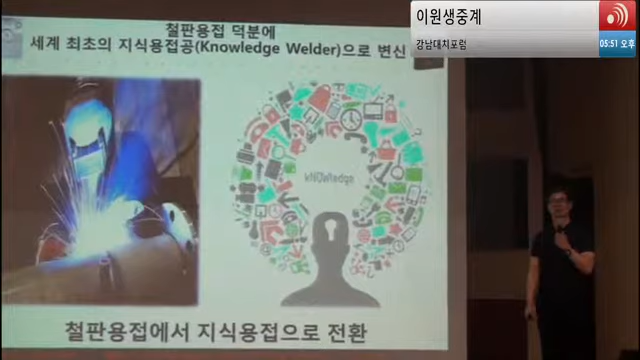 철판용접 덕분에
세계 최초의 지식용접공(Knowledge Welder)으로 변신
kNOWledge
철판용접에서 지식용접으로 전환
이원생중계
강남대치포럼
05:51 오후